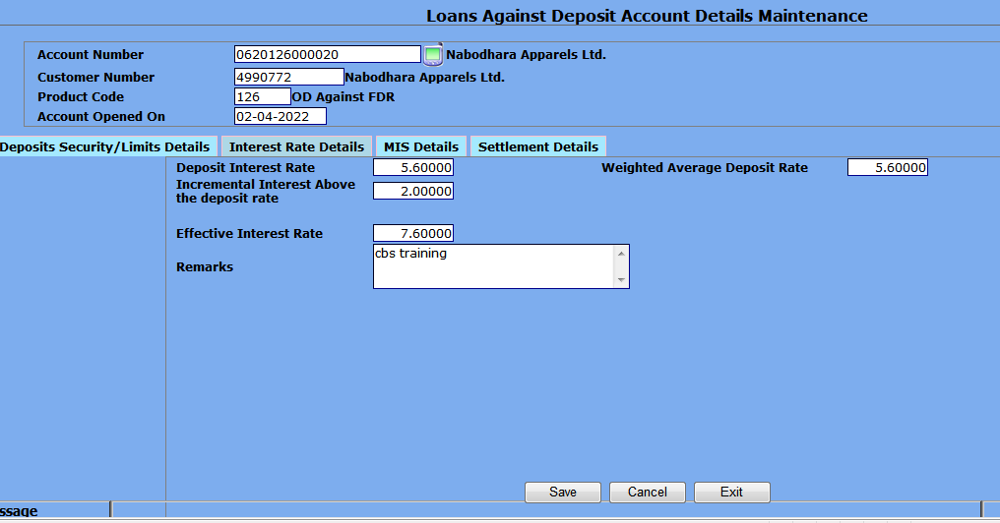 Loans Against Deposit Account Details Maintenance
Account Number 0620126000020 Nabodhara Apparels Ltd.
Customer Number 4990772 Nabodhara Apparels Ltd.
Product Code 126 OD Against FDR
Account Opened On 02-04-2022
Deposits Security/Limits Details Interest Rate Details MIS Details Settlement Details
Deposit Interest Rate 5.60000 Weighted Average Deposit Rate 5.60000
Incremental Interest Above
the deposit rate 2.00000
Effective Interest Rate 7.60000
Remarks cbs training
Save Cancel Exit
ssage